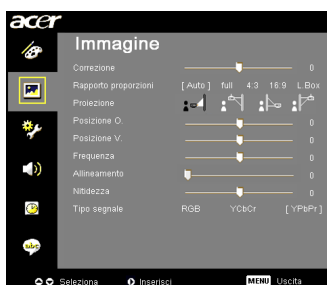 acer
Immagine
Correzione 0
Rapporto proporzioni [ Auto ] full 4:3 16:9 L.Box
Proiezione
Posizione O. 0
Posizione V. 0
Frequenza 0
Allineamento 0
Nitidezza 0
Tipo segnale RGB YCbCr [ YPbPr ]
abc
Seleziona Inserisci MENU Uscita